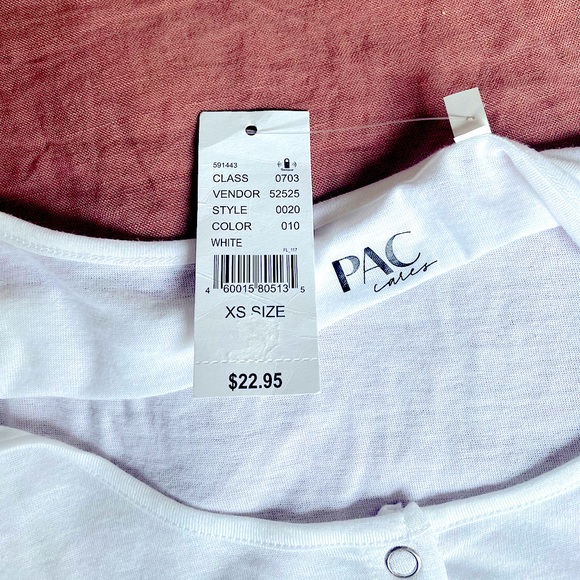 591443
CLASS 0703
VENDOR 52525
STYLE 0020
COLOR 010
WHITE
FL_117
4 60015 80513 5
XS SIZE
$22.95
PAC
cares